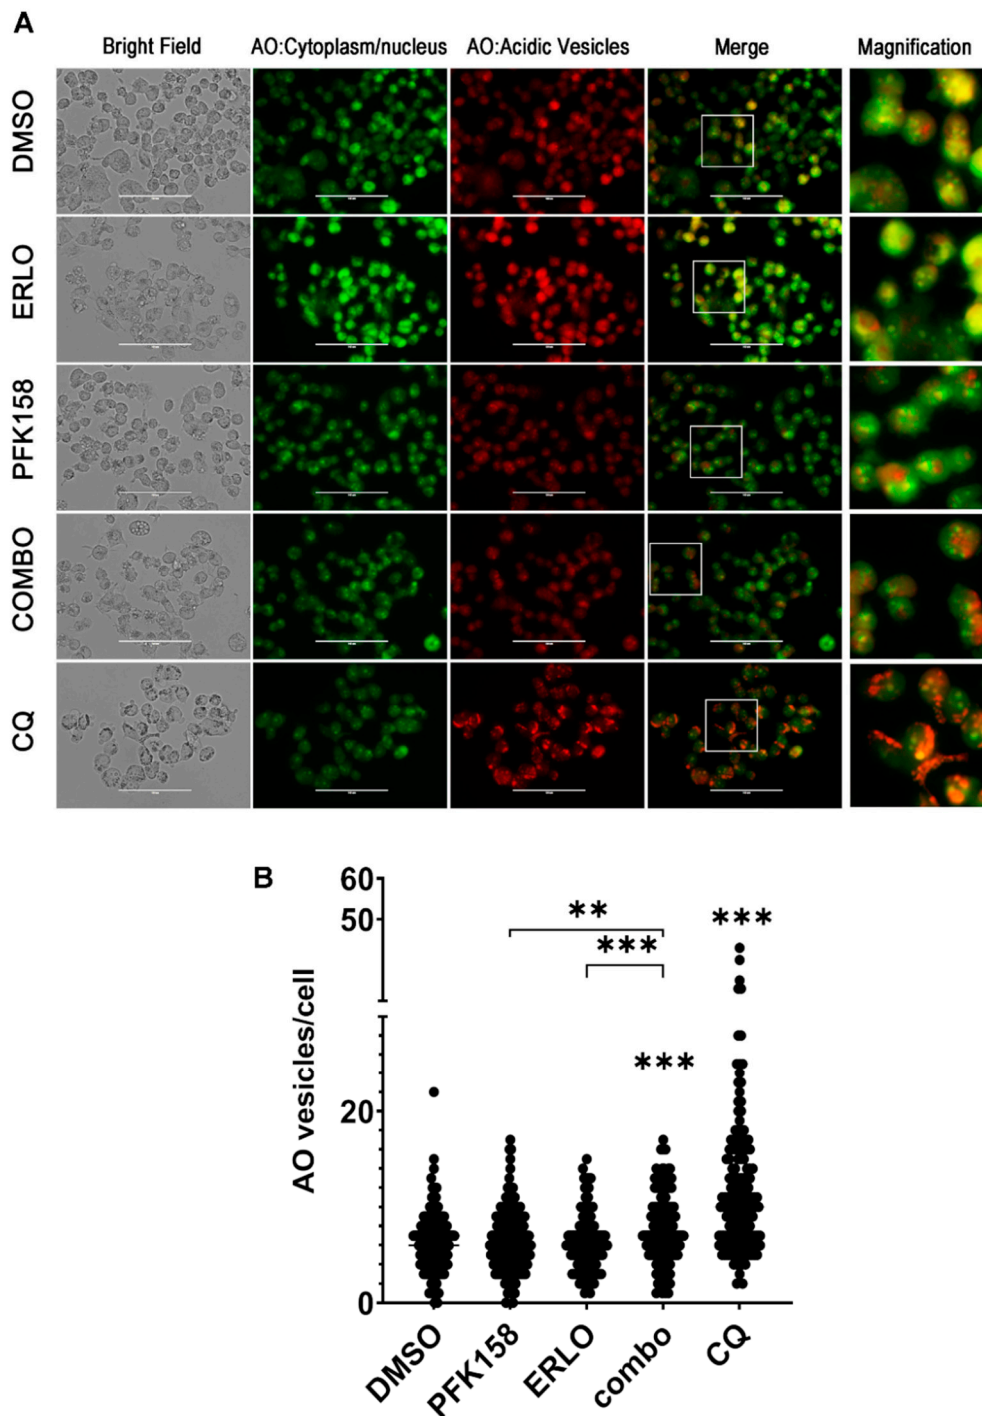 A
Bright Field AO:Cytoplasm/nucleus AO:Acidic Vesicles Merge Magnification
DMSO
ERLO
PFK158
COMBO
CQ
B
60
50
20
0
AO vesicles/cell
**
***
***
***
DMSO PFK158 ERLO combo CQ